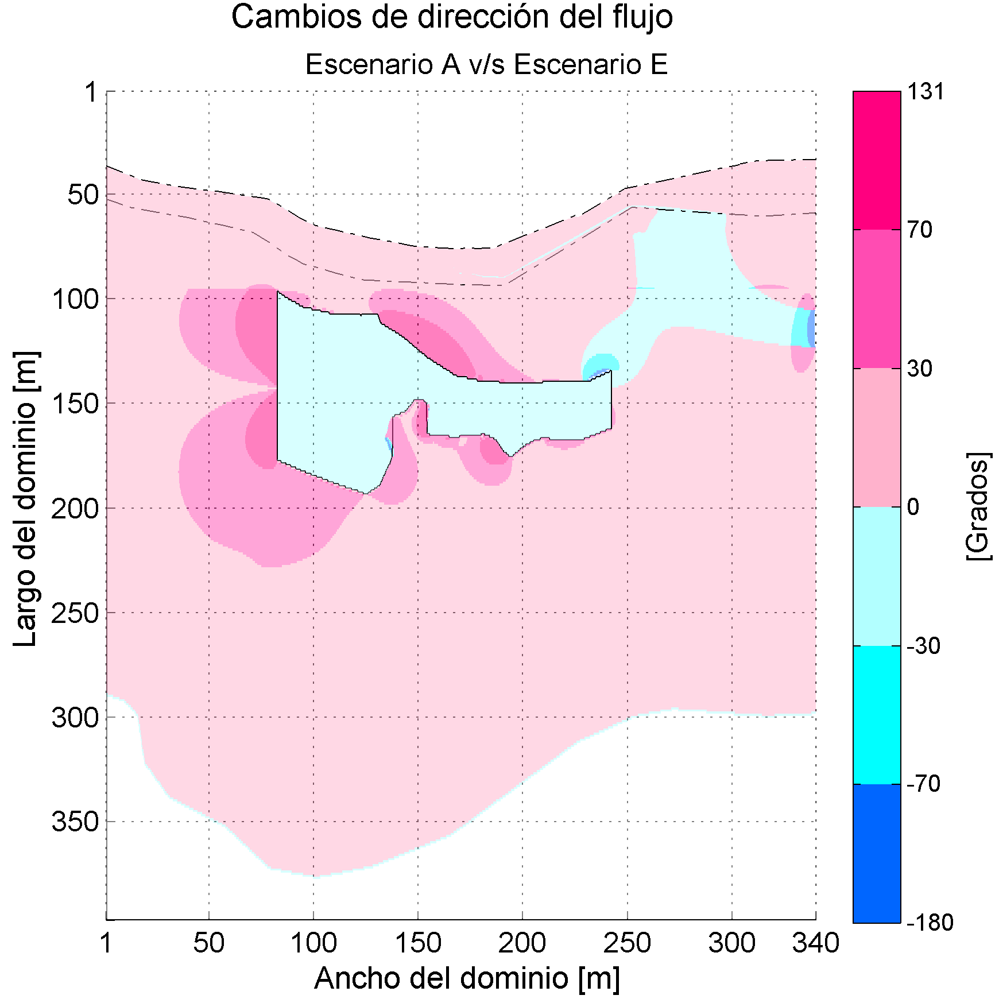 Cambios de dirección del flujo
Escenario A v/s Escenario E
1
50
100
150
200
250
300
350
Largo del dominio [m]
1 50 100 150 200 250 300 340
Ancho del dominio [m]
131
70
30
0
-30
-70
-180
[Grados]